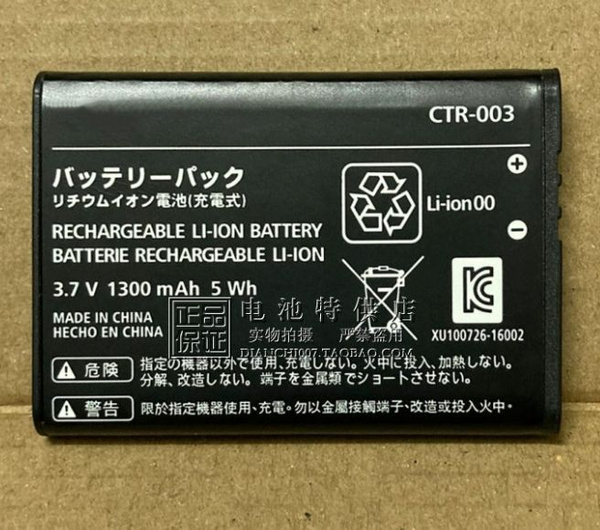 CTR-003
バッテリーパック
リチウムイオン電池(充電式)
RECHARGEABLE LI-ION BATTERY
BATTERIE RECHARGEABLE LI-ION
3.7 V 1300 mAh 5 Wh
MADE IN CHINA
HECHO EN CHINA
Li-ion00
XU100726-16002
正品
保证
电池特供店
实物拍摄 严禁盗用
DIANCHI007.TAOBAO.COM
危険
指定の機器以外で使用、充電しない。火中に投入、加熱しない。
分解、改造しない。端子を金属類でショートさせない。
警告
限於指定機器使用、充電。勿以金屬接觸端子、改造或投入火中。